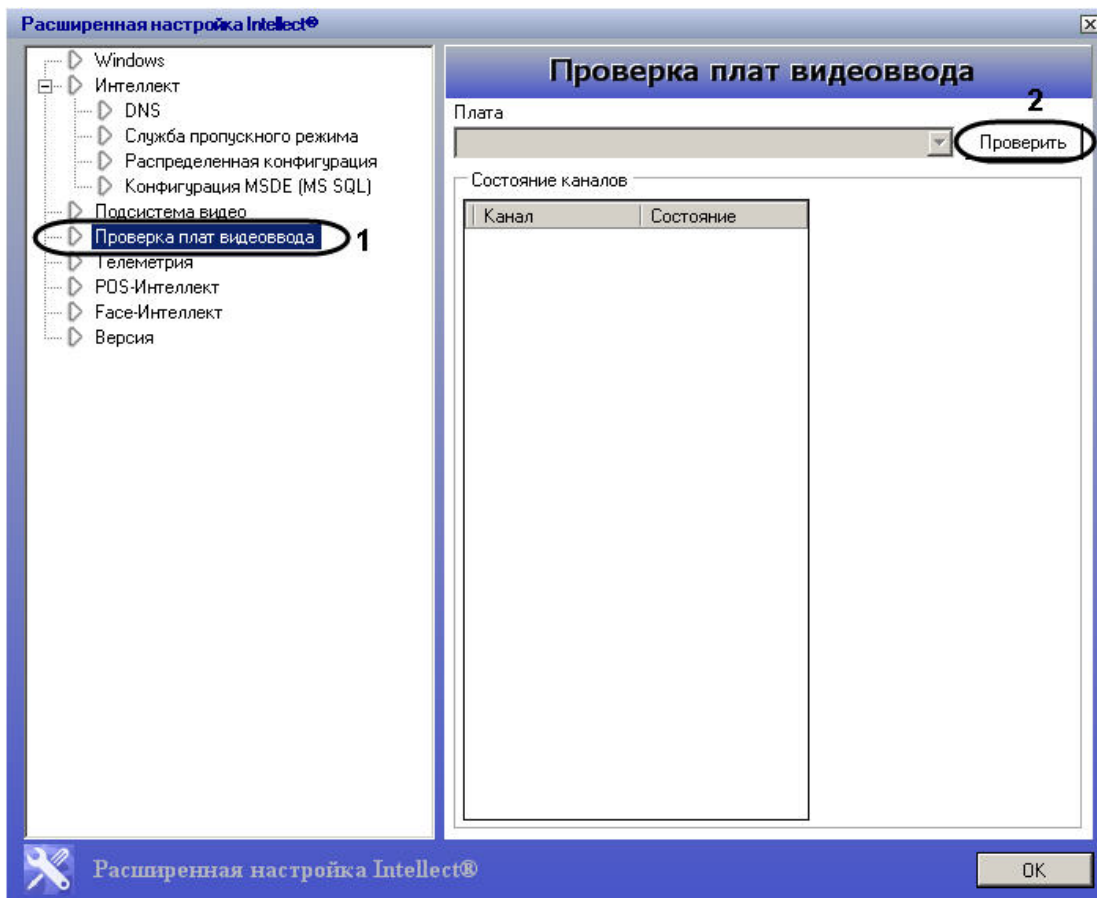 Расширенная настройка Intellect®
Windows
Интеллект
DNS
Служба пропускного режима
Распределенная конфигурация
Конфигурация MSDE (MS SQL)
Подсистема видео
Проверка плат видеоввода
1
Телеметрия
POS-Интеллект
Face-Интеллект
Версия
Проверка плат видеоввода
2
Плата
Проверить
Состояние каналов
Канал Состояние
Расширенная настройка Intellect®
OK